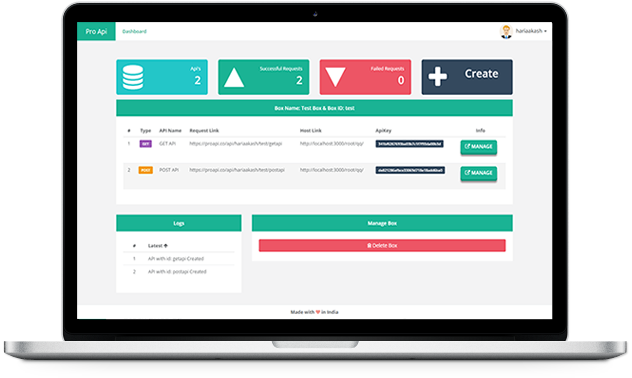 Pro Api
Dashboard
hariaakash
Api's
2
Successful Requests
2
Failed Requests
0
Create
Box Name: Test Box & Box ID: test
# Type API Name Request Link Host Link ApiKey Info
1 GET GET API https://proapi.co/api/hariaakash/test/getapi http://localhost:3000/root/qs/ MANAGE
2 POST POST API https://proapi.co/api/hariaakash/test/postapi http://localhost:3000/root/qs/ MANAGE
Logs
# Latest
1 API with id: getapi Created
2 API with id: postapi Created
Manage Box
Delete Box
Made with ❤ in India